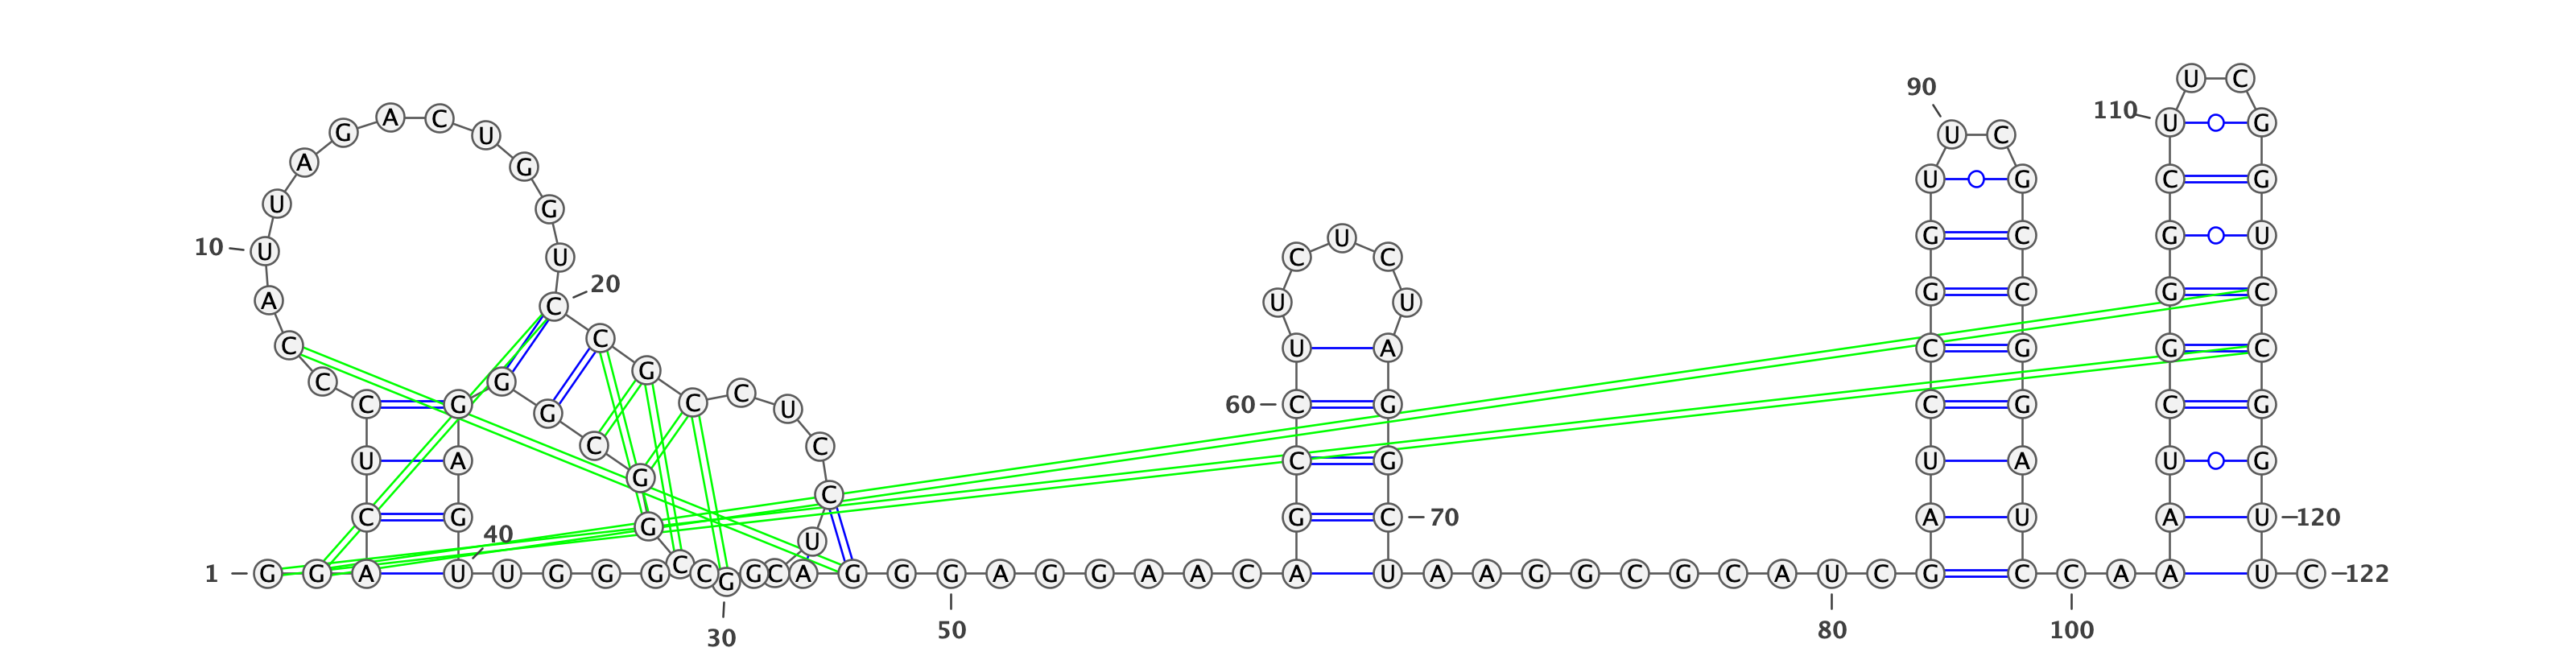 1
G G A C U C C C A U
10
U A G A C U G G U C
20
C G C C U C C U C G
30
C G G C G G G A G U
40
U G G G C G A G G G
50
A G G A A C A G C C
60
U U C U C U A G G C
70
U A A G G C G C A U
80
C G A U C C G G U U
90
C G C C G G A U C C
100
A A A U C G G G C U
110
U C G G U C C G G U
120
U C
122